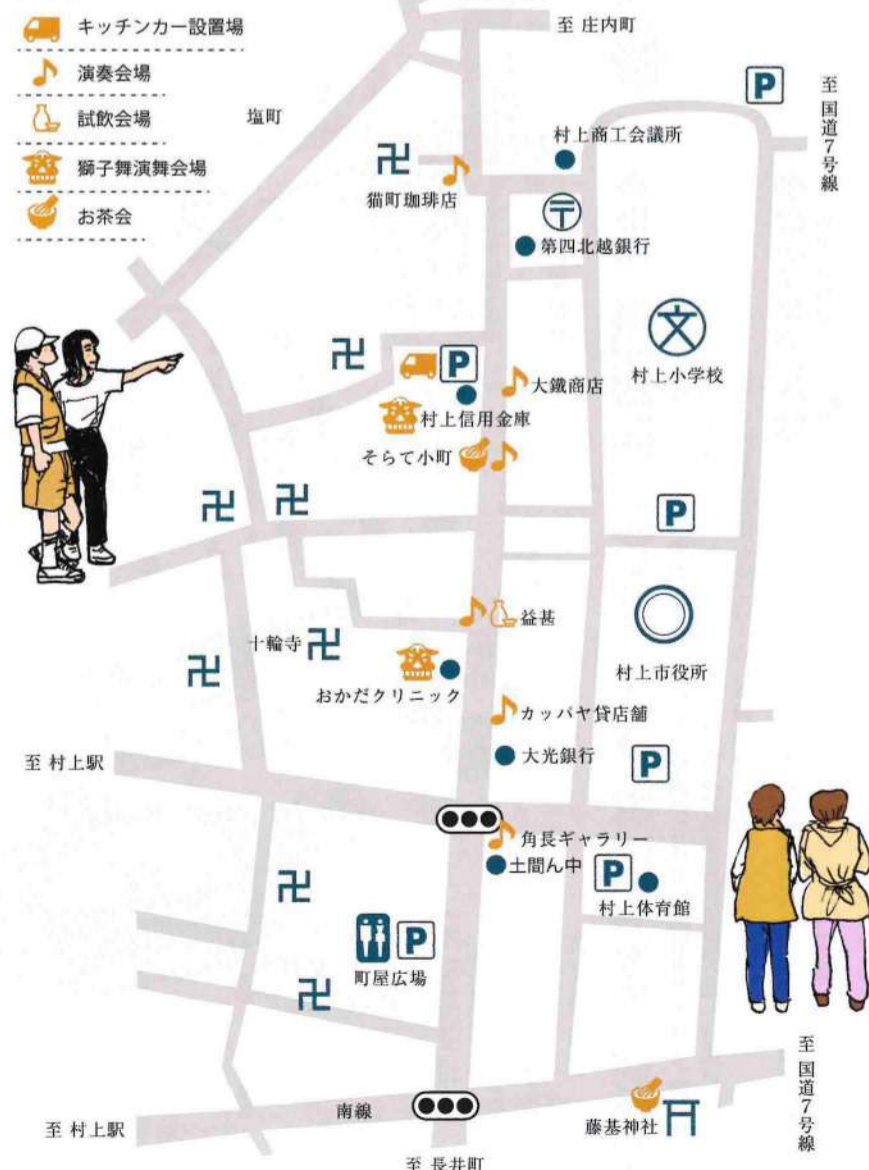 キッチンカー設置場
演奏会場
試飲会場
獅子舞演舞会場
お茶会
至 庄内町
P
至 国道7号線
塩町
村上商工会議所
猫町珈琲店
〒
第四北越銀行
文
村上小学校
P
大鐵商店
村上信用金庫
そらて小町
P
益甚
十輪寺
村上市役所
おかだクリニック
カッパヤ貸店舗
至 村上駅
大光銀行
P
角長ギャラリー
土間ん中
P
村上体育館
P
町屋広場
至 国道7号線
南線
至 村上駅
藤基神社
至 長井町